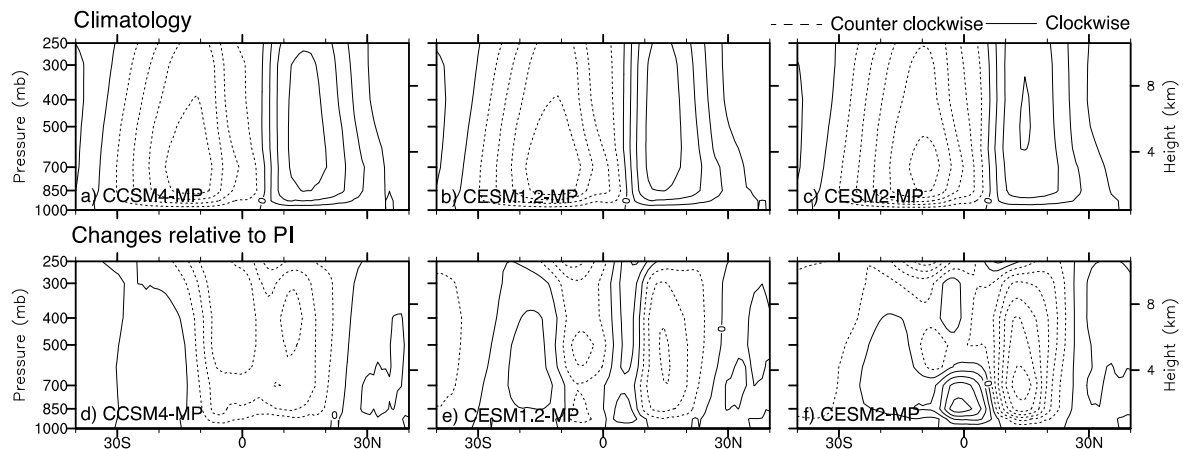 Climatology
Counter clockwise Clockwise
250
300
400
500
700
850
1000
Pressure (mb)
a) CCSM4-MP
0
b) CESM1.2-MP
0
c) CESM2-MP
0
8
4
Height (km)
Changes relative to PI
250
300
400
500
700
850
1000
Pressure (mb)
d) CCSM4-MP
0
e) CESM1.2-MP
0
f) CESM2-MP
0
8
4
Height (km)
30S 0 30N
30S 0 30N
30S 0 30N